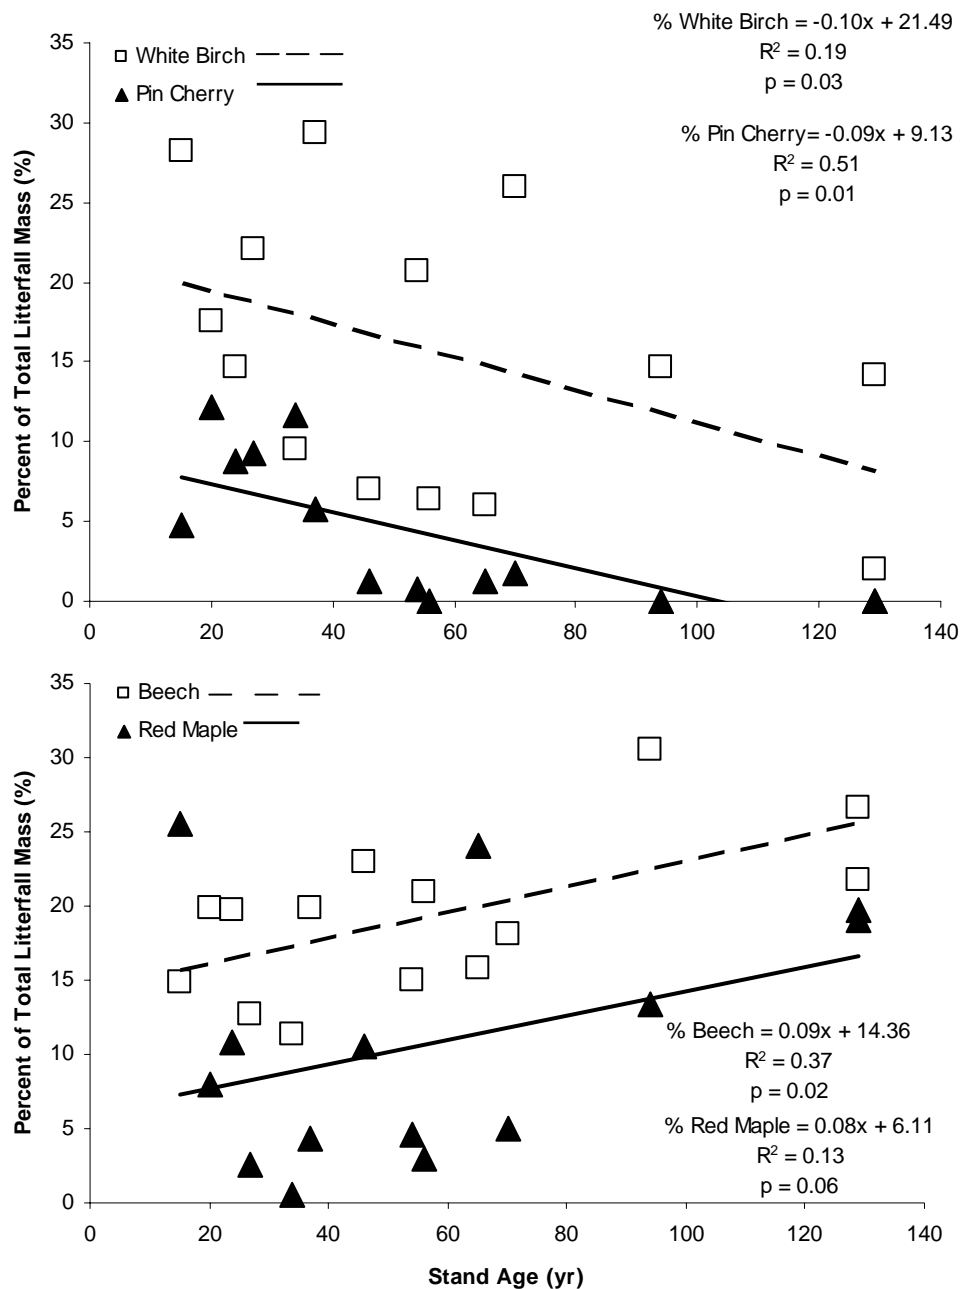 % White Birch = -0.10x + 21.49
R² = 0.19
p = 0.03
% Pin Cherry= -0.09x + 9.13
R² = 0.51
p = 0.01
White Birch
Pin Cherry
Percent of Total Litterfall Mass (%)
35
30
25
20
15
10
5
0
0 20 40 60 80 100 120 140
Beech
Red Maple
Percent of Total Litterfall Mass (%)
35
30
25
20
15
10
5
0
% Beech = 0.09x + 14.36
R² = 0.37
p = 0.02
% Red Maple = 0.08x + 6.11
R² = 0.13
p = 0.06
0 20 40 60 80 100 120 140
Stand Age (yr)